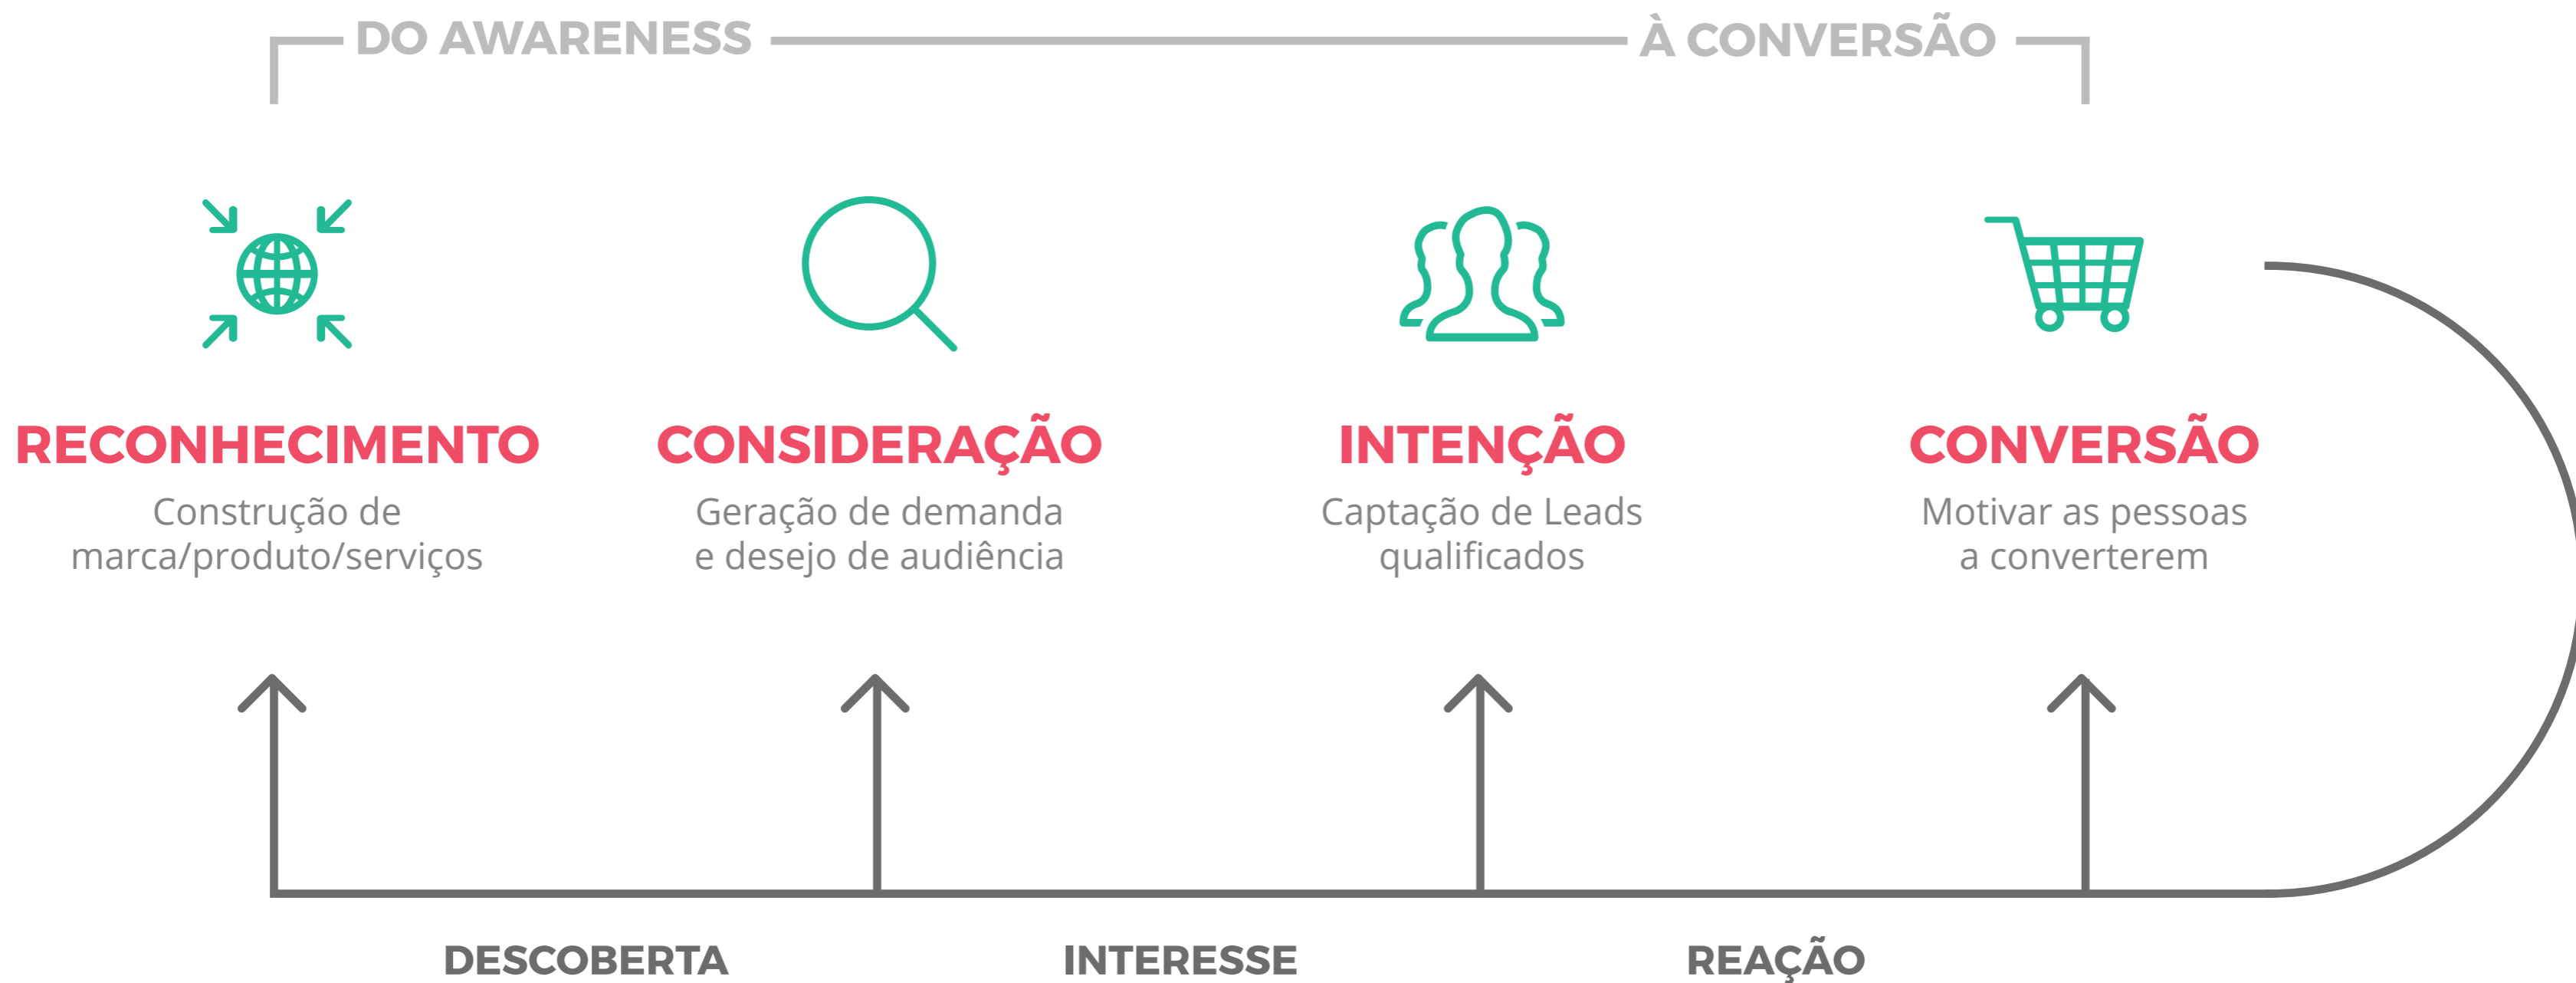 DO AWARENESS
À CONVERSÃO
RECONHECIMENTO
Construção de
marca/produto/serviços
CONSIDERAÇÃO
Geração de demanda
e desejo de audiência
INTENÇÃO
Captação de Leads
qualificados
CONVERSÃO
Motivar as pessoas
a converterem
DESCOBERTA
INTERESSE
REAÇÃO